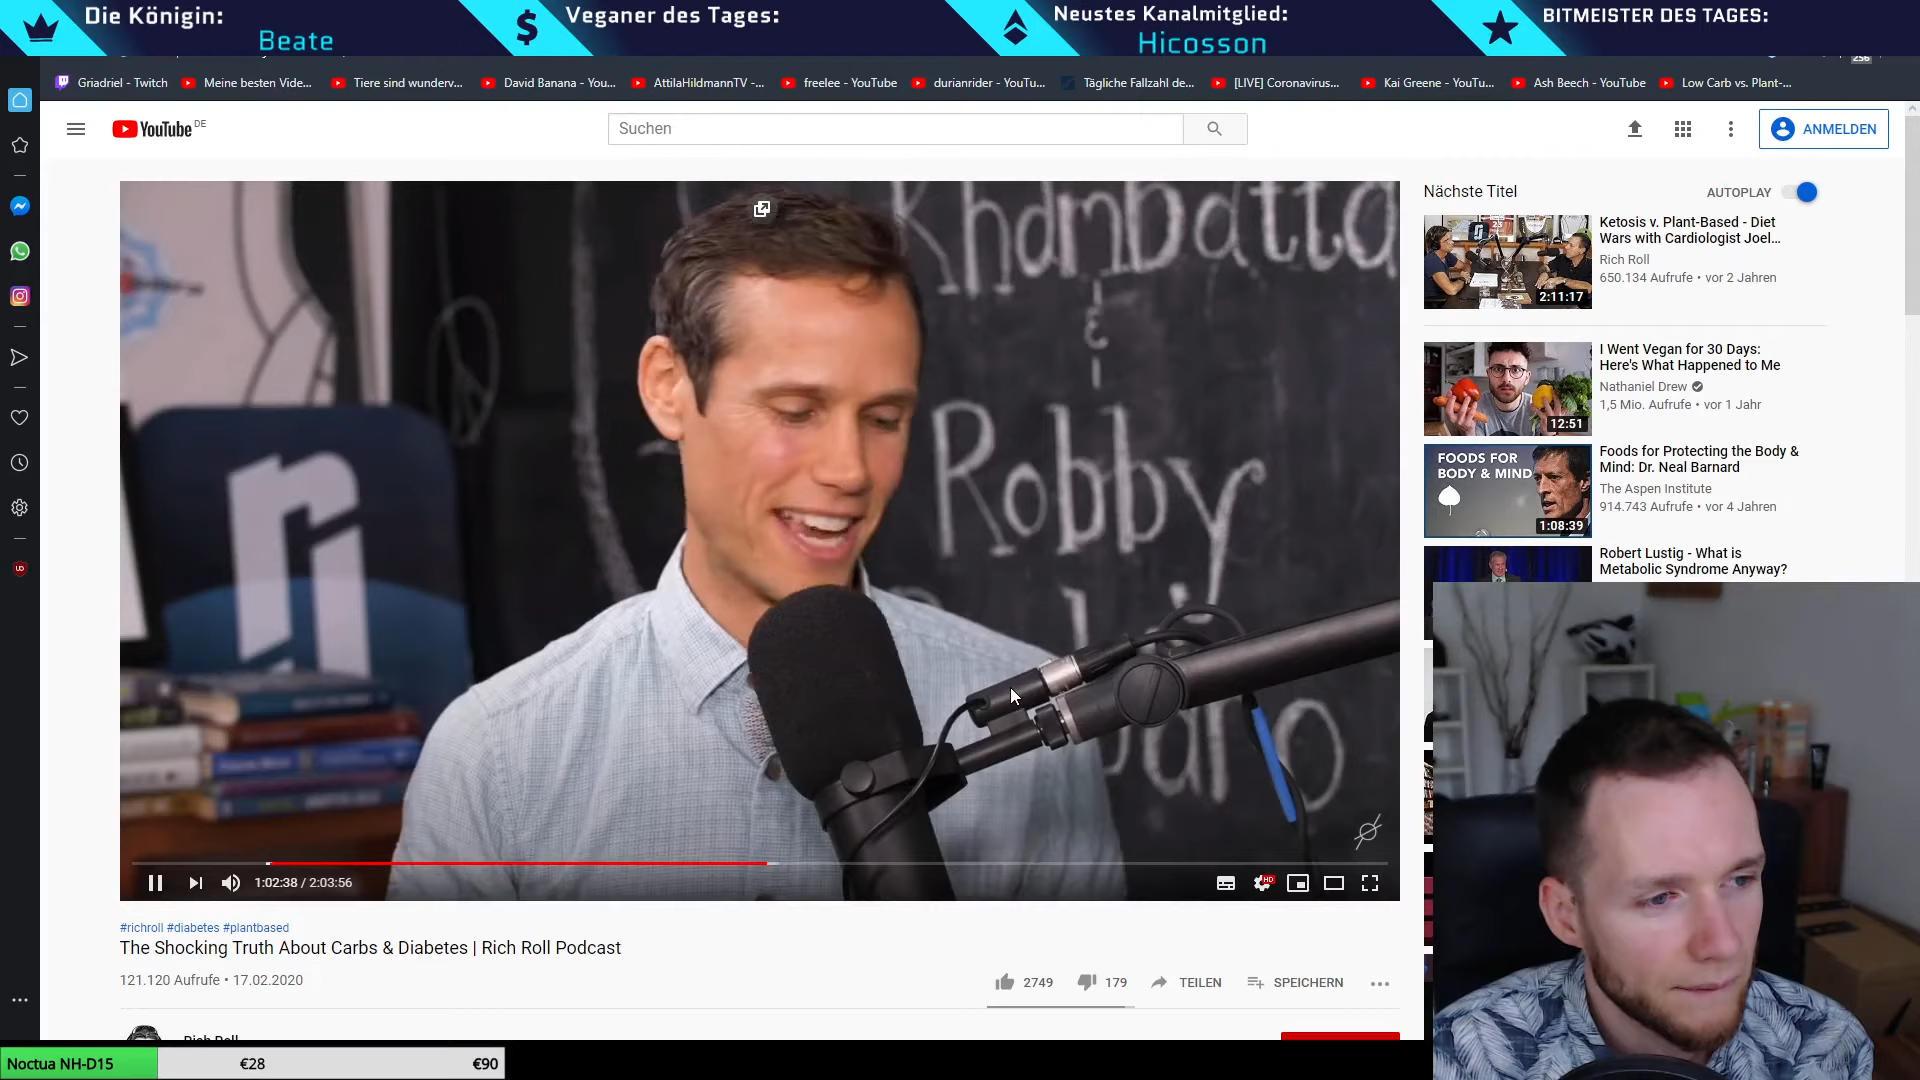 Die Königin:
Beate
Veganer des Tages:
Neustes Kanalmitglied:
Hicosson
BITMEISTER DES TAGES:
256
Griadriel - Twitch
Meine besten Vide...
Tiere sind wunderv...
David Banana - You...
AttilaHildmannTV -...
freelee - YouTube
durianrider - YouTu...
Tägliche Fallzahl de...
[LIVE] Coronavirus...
Kai Greene - YouTu...
Ash Beech - YouTube
Low Carb vs. Plant-...
YouTube DE
Suchen
ANMELDEN
Khambatta
&
Robby
Nächste Titel
AUTOPLAY
Ketosis v. Plant-Based - Diet
Wars with Cardiologist Joel...
Rich Roll
650.134 Aufrufe • vor 2 Jahren
2:11:17
I Went Vegan for 30 Days:
Here's What Happened to Me
Nathaniel Drew
1,5 Mio. Aufrufe • vor 1 Jahr
12:51
FOODS FOR
BODY & MIND
Foods for Protecting the Body &
Mind: Dr. Neal Barnard
The Aspen Institute
914.743 Aufrufe • vor 4 Jahren
1:08:39
Robert Lustig - What is
Metabolic Syndrome Anyway?
1:02:38 / 2:03:56
HD
#richroll #diabetes #plantbased
The Shocking Truth About Carbs & Diabetes | Rich Roll Podcast
121.120 Aufrufe • 17.02.2020
2749
179
TEILEN
SPEICHERN
Rich Roll
Noctua NH-D15
€28
€90